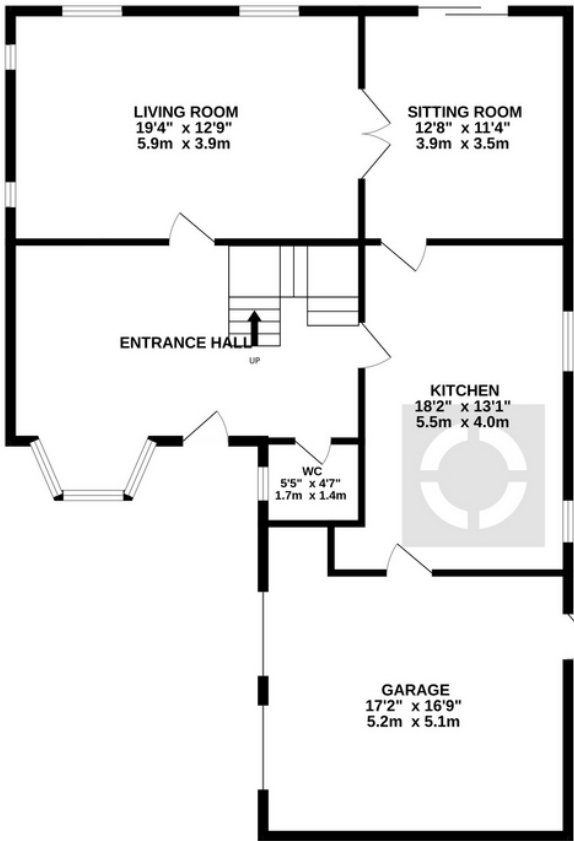 LIVING ROOM
19'4" x 12'9"
5.9m x 3.9m
SITTING ROOM
12'8" x 11'4"
3.9m x 3.5m
ENTRANCE HALL
UP
KITCHEN
18'2" x 13'1"
5.5m x 4.0m
WC
5'5" x 4'7"
1.7m x 1.4m
GARAGE
17'2" x 16'9"
5.2m x 5.1m